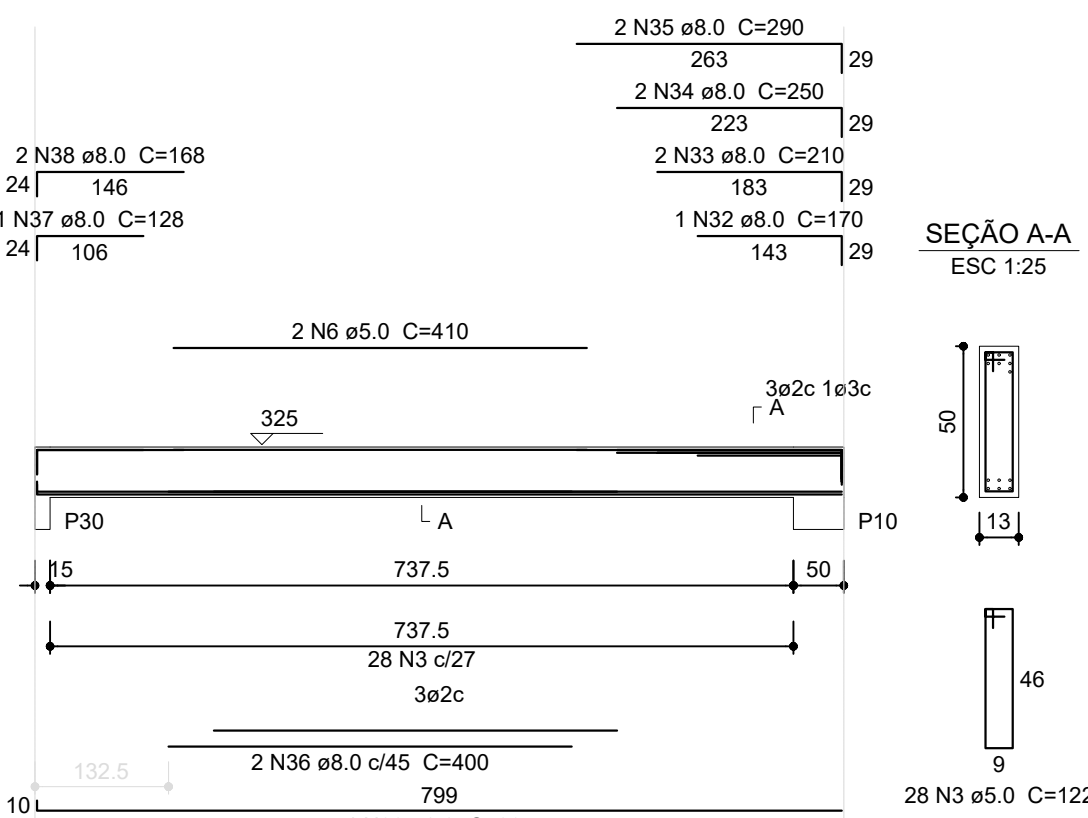 2 N35 ø8.0 C=290
263
29
2 N34 ø8.0 C=250
223
29
2 N38 ø8.0 C=168
24
146
2 N33 ø8.0 C=210
183
29
1 N37 ø8.0 C=128
24
106
1 N32 ø8.0 C=170
143
29
SEÇÃO A-A
ESC 1:25
2 N6 ø5.0 C=410
3ø2c 1ø3c
A
325
50
13
P30
A
P10
15
737.5
50
737.5
28 N3 c/27
3ø2c
2 N36 ø8.0 c/45 C=400
132.5
799
10
46
9
28 N3 ø5.0 C=122